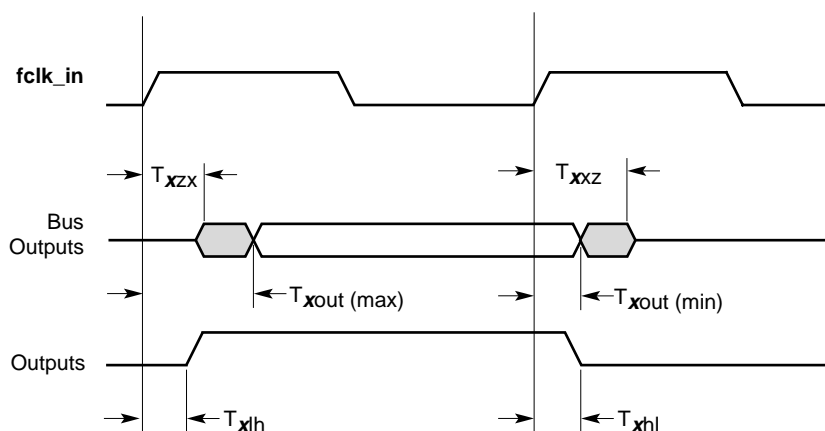 fclk_in
Txzx
Txxz
Bus
Outputs
Txout (max)
Txout (min)
Outputs
Txlh
Txhl